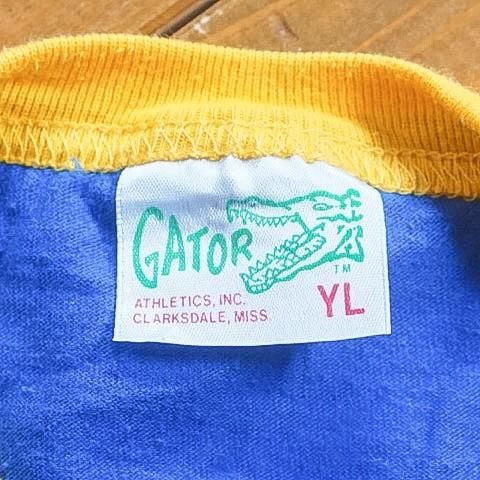 GATOR
TM
ATHLETICS, INC.
CLARKSDALE, MISS.
YL